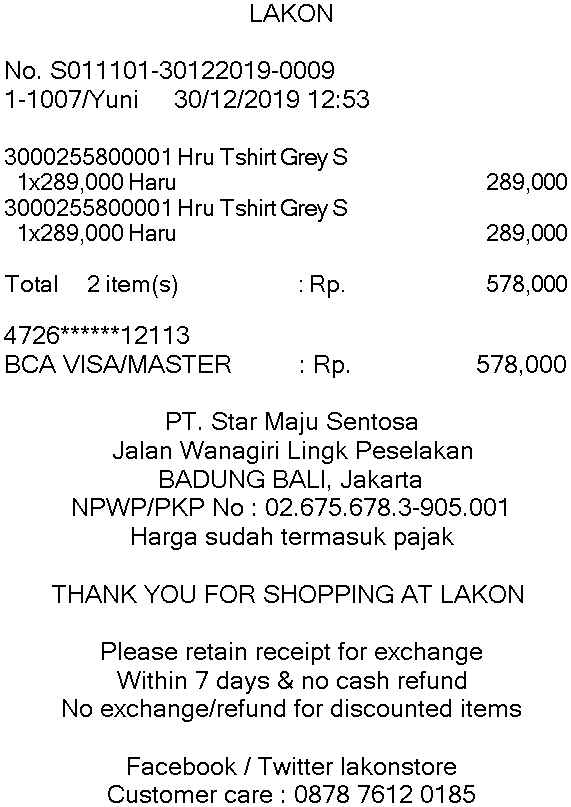 LAKON
No. S011101-30122019-0009
1-1007/Yuni 30/12/2019 12:53
3000255800001 Hru Tshirt Grey S
1x289,000 Haru 289,000
3000255800001 Hru Tshirt Grey S
1x289,000 Haru 289,000
Total 2 item(s) : Rp. 578,000
4726******12113
BCA VISA/MASTER : Rp. 578,000
PT. Star Maju Sentosa
Jalan Wanagiri Lingk Peselakan
BADUNG BALI, Jakarta
NPWP/PKP No : 02.675.678.3-905.001
Harga sudah termasuk pajak
THANK YOU FOR SHOPPING AT LAKON
Please retain receipt for exchange
Within 7 days & no cash refund
No exchange/refund for discounted items
Facebook / Twitter lakonstore
Customer care : 0878 7612 0185